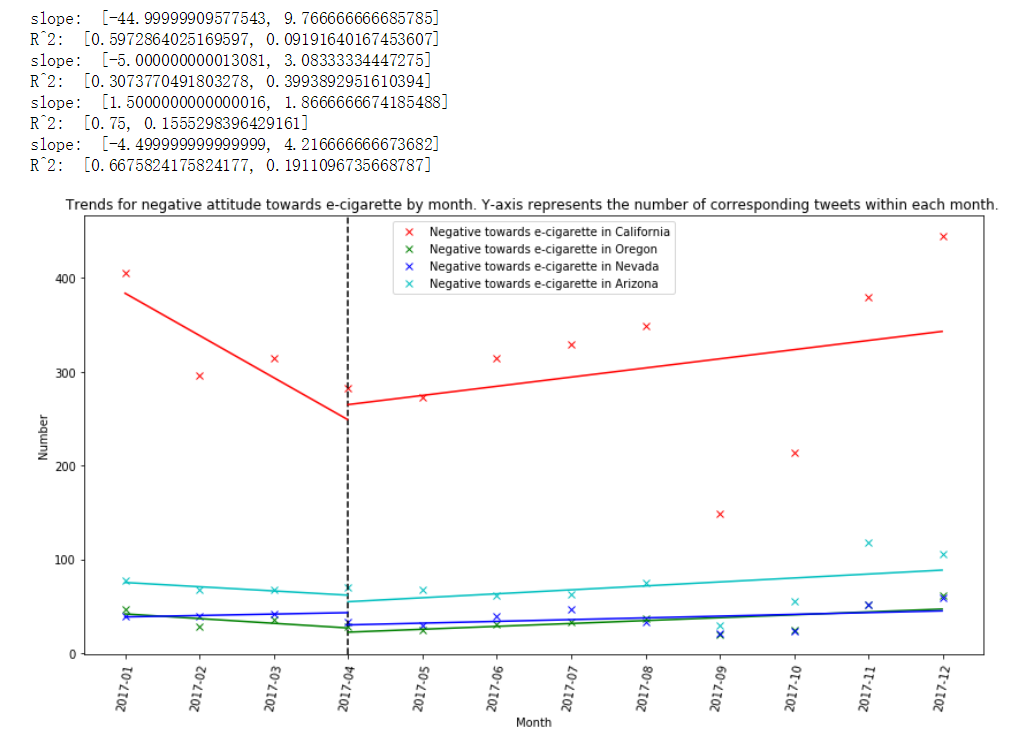 slope:  [-44.99999909577543, 9.766666666685785]
R^2:  [0.5972864025169597, 0.09191640167453607]
slope:  [-5.000000000013081, 3.08333334447275]
R^2:  [0.3073770491803278, 0.3993892951610394]
slope:  [1.5000000000000016, 1.8666666674185488]
R^2:  [0.75, 0.1555298396429161]
slope:  [-4.499999999999999, 4.216666666673682]
R^2:  [0.6675824175824177, 0.1911096735668787]
Trends for negative attitude towards e-cigarette by month. Y-axis represents the number of corresponding tweets within each month.
Negative towards e-cigarette in California
Negative towards e-cigarette in Oregon
Negative towards e-cigarette in Nevada
Negative towards e-cigarette in Arizona
400
300
200
100
0
Number
2017-01
2017-02
2017-03
2017-04
2017-05
2017-06
2017-07
2017-08
2017-09
2017-10
2017-11
2017-12
Month